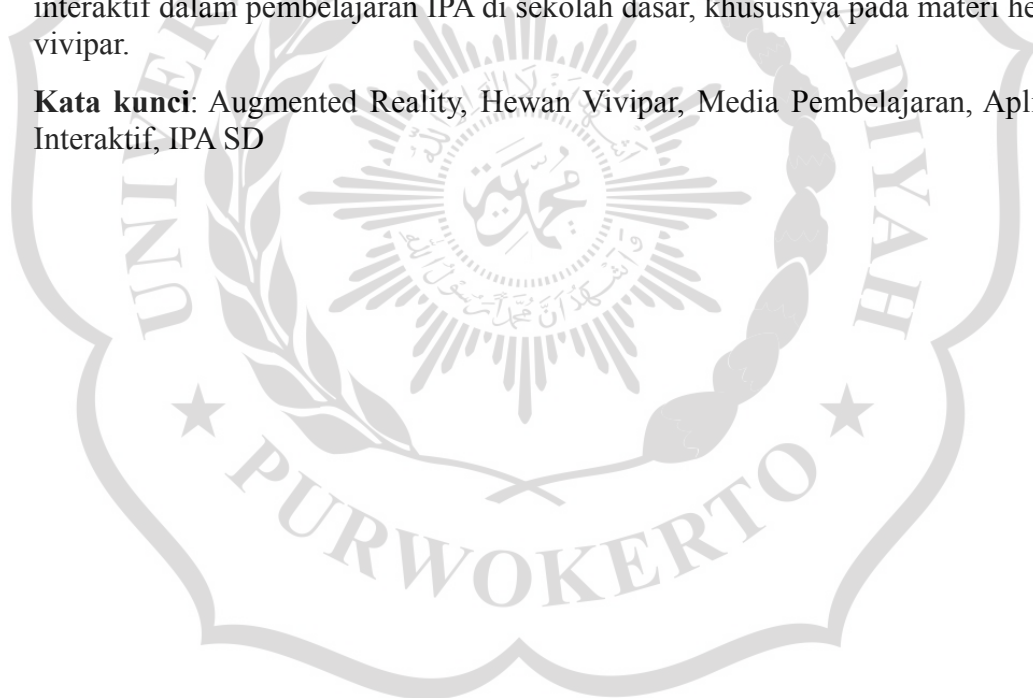 interaktif dalam pembelajaran IPA di sekolah dasar, khususnya pada materi he
vivipar.
Kata kunci: Augmented Reality, Hewan Vivipar, Media Pembelajaran, Apl
Interaktif, IPA SD
محمدية
PURWOKERTO